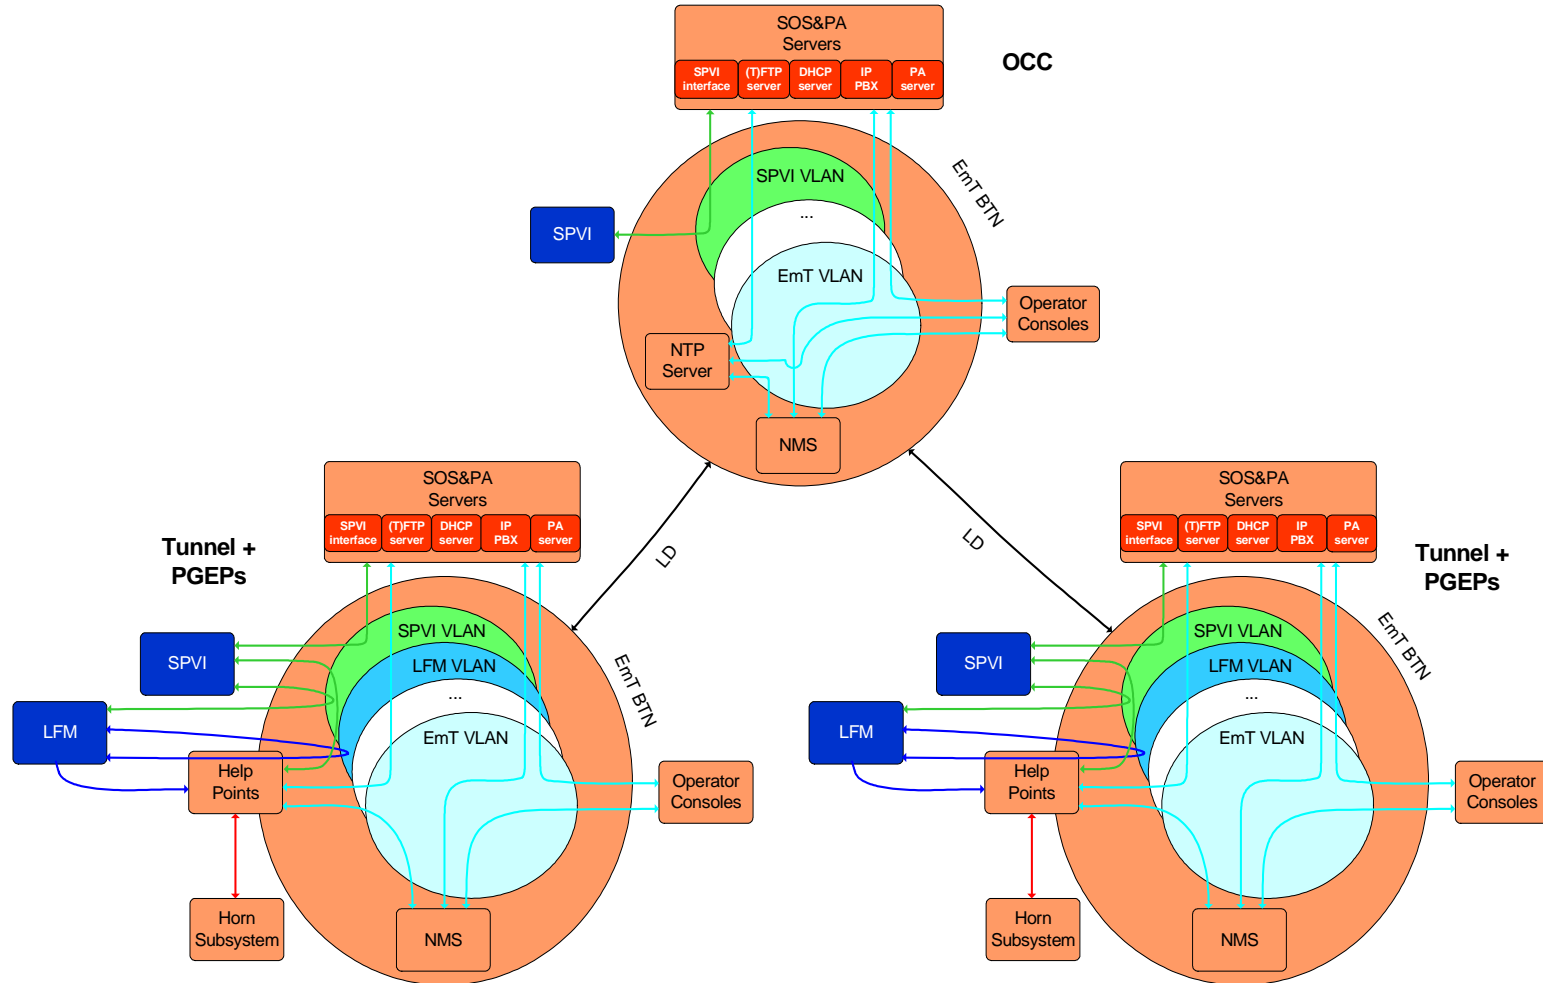 SOS&PA
Servers
SPVI
interface
(T)FTP
server
DHCP
server
IP
PBX
PA
server
OCC
EmT BTN
SPVI VLAN
...
SPVI
EmT VLAN
Operator
Consoles
NTP
Server
NMS
LD
LD
SOS&PA
Servers
SPVI
interface
(T)FTP
server
DHCP
server
IP
PBX
PA
server
Tunnel +
PGEPs
SPVI VLAN
SPVI
LFM VLAN
EmT BTN
...
LFM
EmT VLAN
Help
Points
Operator
Consoles
Horn
Subsystem
NMS
SOS&PA
Servers
SPVI
interface
(T)FTP
server
DHCP
server
IP
PBX
PA
server
Tunnel +
PGEPs
SPVI VLAN
SPVI
LFM VLAN
EmT BTN
...
LFM
EmT VLAN
Help
Points
Operator
Consoles
Horn
Subsystem
NMS